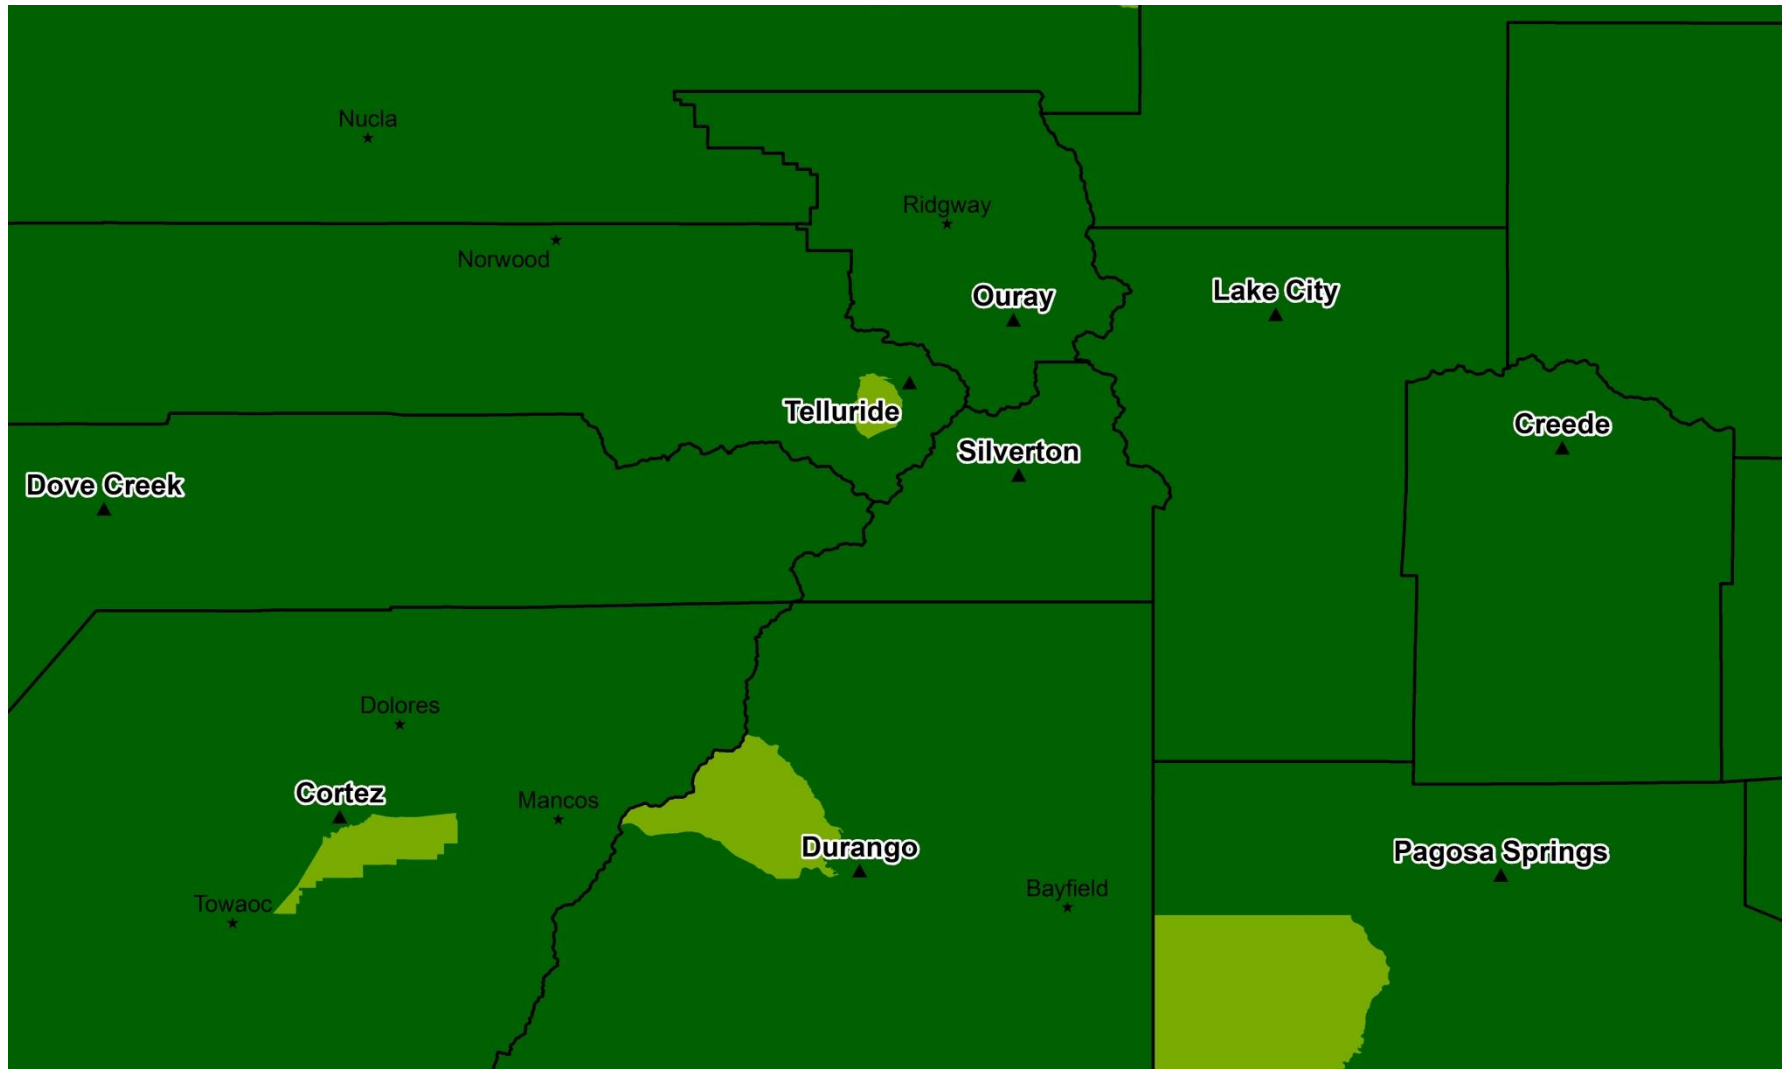 Nucla
Ridgway
Norwood
Ouray
Lake City
Telluride
Creede
Silverton
Dove Creek
Dolores
Cortez
Mancos
Durango
Pagosa Springs
Bayfield
Towaoc